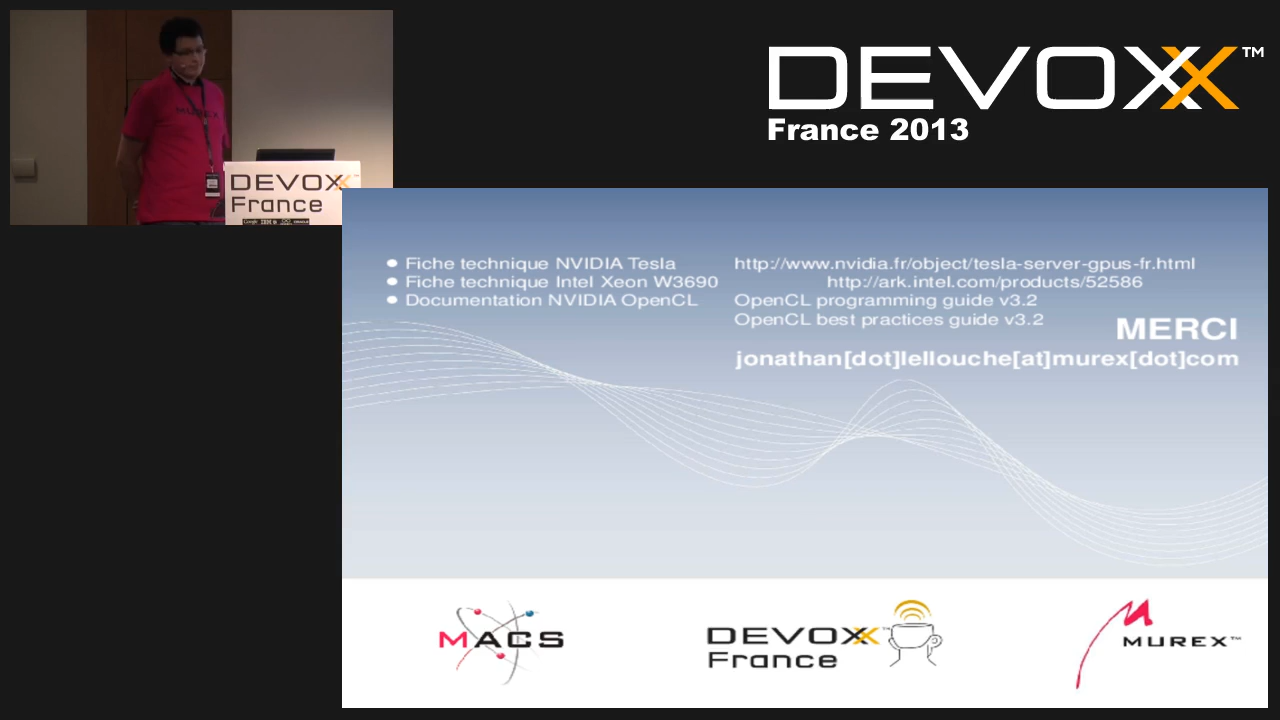 DEVOXX™
France 2013
MUREX
DEVOXX
France
Fiche technique NVIDIA Tesla http://www.nvidia.fr/object/tesla-server-gpus-fr.html
Fiche technique Intel Xeon W3690 http://ark.intel.com/products/52586
Documentation NVIDIA OpenCL OpenCL programming guide v3.2
OpenCL best practices guide v3.2
MERCI
jonathan[dot]lellouche[at]murex[dot]com
MACS
DEVOXX™
France
MUREX™